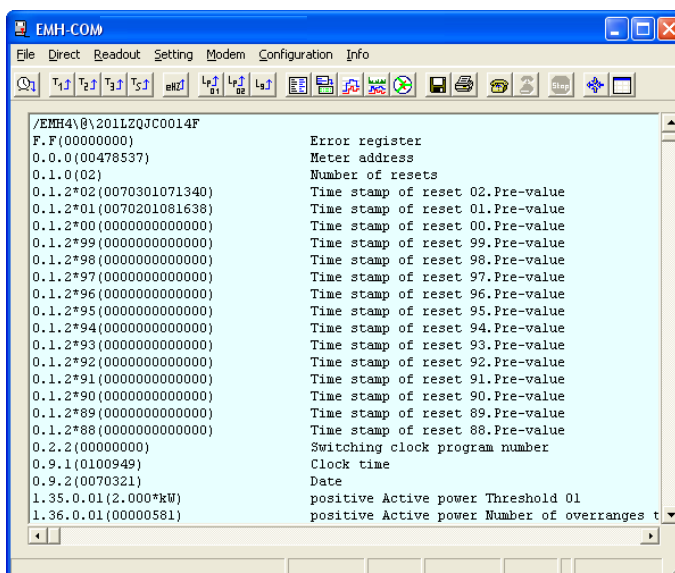 EMH-COM
File Direct Readout Setting Modem Configuration Info
T1 T2 T3 TS eHZ LP 01 LP 02 Lg Stop
/EMH4\@\201LZQJC0014F
F.F(00000000) Error register
0.0.0(00478537) Meter address
0.1.0(02) Number of resets
0.1.2*02(0070301071340) Time stamp of reset 02.Pre-value
0.1.2*01(0070201081638) Time stamp of reset 01.Pre-value
0.1.2*00(0000000000000) Time stamp of reset 00.Pre-value
0.1.2*99(0000000000000) Time stamp of reset 99.Pre-value
0.1.2*98(0000000000000) Time stamp of reset 98.Pre-value
0.1.2*97(0000000000000) Time stamp of reset 97.Pre-value
0.1.2*96(0000000000000) Time stamp of reset 96.Pre-value
0.1.2*95(0000000000000) Time stamp of reset 95.Pre-value
0.1.2*94(0000000000000) Time stamp of reset 94.Pre-value
0.1.2*93(0000000000000) Time stamp of reset 93.Pre-value
0.1.2*92(0000000000000) Time stamp of reset 92.Pre-value
0.1.2*91(0000000000000) Time stamp of reset 91.Pre-value
0.1.2*90(0000000000000) Time stamp of reset 90.Pre-value
0.1.2*89(0000000000000) Time stamp of reset 89.Pre-value
0.1.2*88(0000000000000) Time stamp of reset 88.Pre-value
0.2.2(00000000) Switching clock program number
0.9.1(0100949) Clock time
0.9.2(0070321) Date
1.35.0.01(2.000*kW) positive Active power Threshold 01
1.36.0.01(00000581) positive Active power Number of overranges t